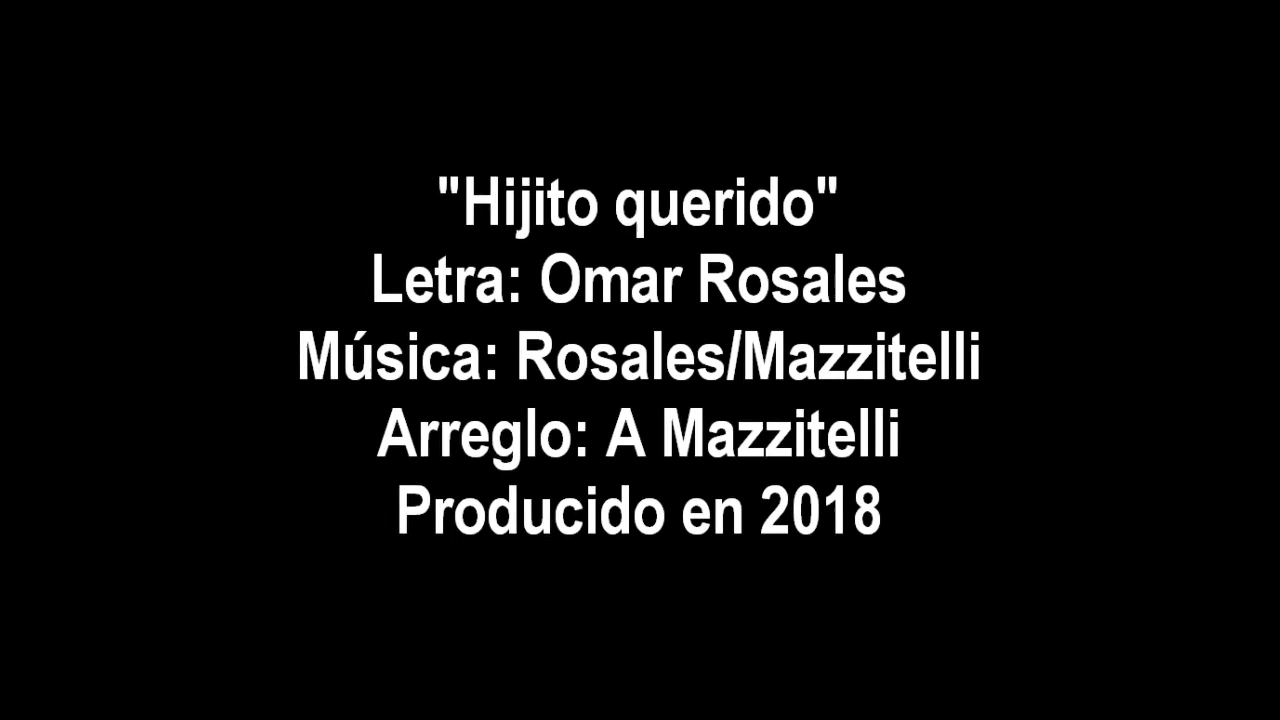 "Hijito querido"
Letra: Omar Rosales
Música: Rosales/Mazzitelli
Arreglo: A Mazzitelli
Producido en 2018